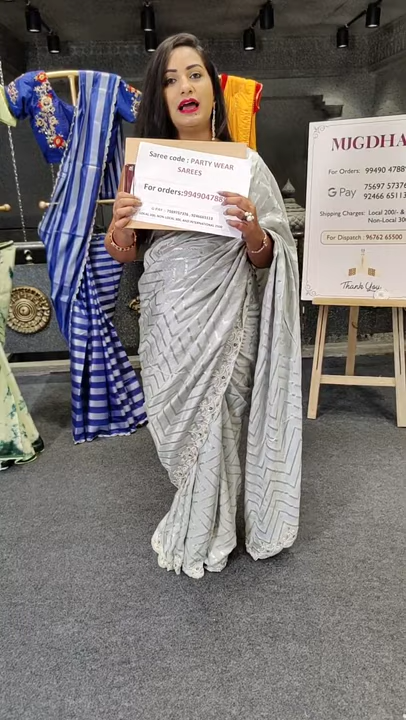 Saree code : PARTY WEAR
SAREES
For orders:994904788
MUGDHA
For Orders: 99490 4788
G Pay 75697 5737
92466 6511
Shipping Charges: Local 200/- &
Non-Local 30
For Dispatch : 96762 65500
Thank You